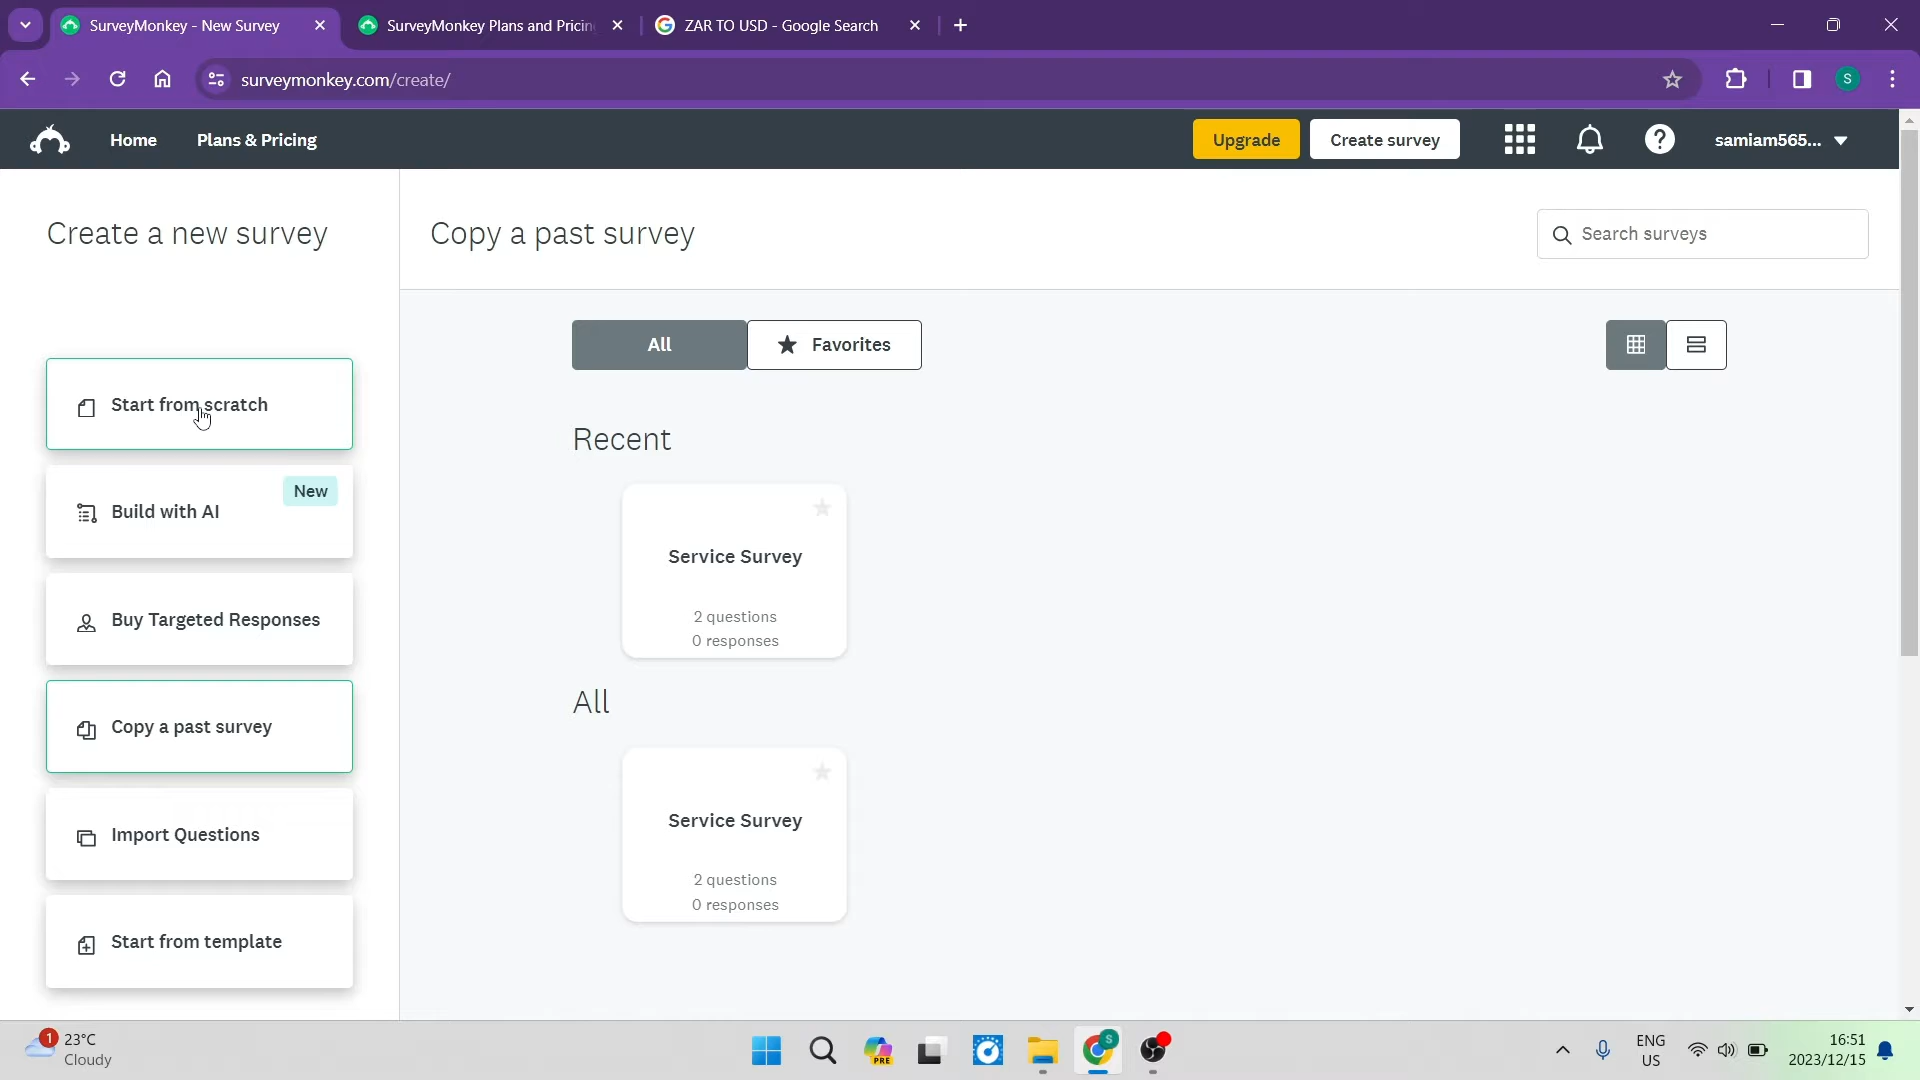 SurveyMonkey - New Survey
SurveyMonkey Plans and Pricin
ZAR TO USD - Google Search
surveymonkey.com/create/
S
Home
Plans & Pricing
Upgrade
Create survey
samiam565...
Create a new survey
Copy a past survey
Search surveys
All
Favorites
Start from scratch
Recent
New
Build with AI
Service Survey
2 questions
0 responses
Buy Targeted Responses
All
Copy a past survey
Service Survey
2 questions
0 responses
Import Questions
Start from template
1
23°C
Cloudy
PRE
S
ENG
US
16:51
2023/12/15